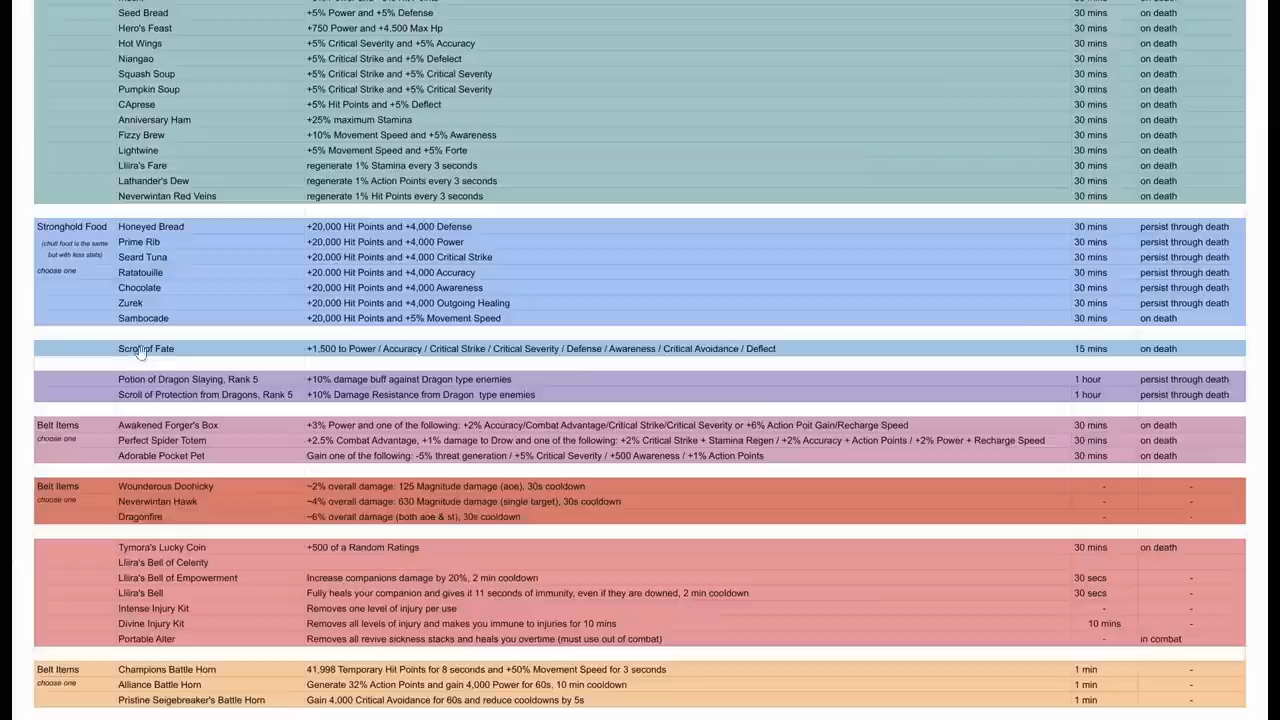 Seed Bread +5% Power and +5% Defense 30 mins on death
Hero's Feast +750 Power and +4.500 Max Hp 30 mins on death
Hot Wings +5% Critical Severity and +5% Accuracy 30 mins on death
Niangao +5% Critical Strike and +5% Defelect 30 mins on death
Squash Soup +5% Critical Strike and +5% Critical Severity 30 mins on death
Pumpkin Soup +5% Critical Strike and +5% Critical Severity 30 mins on death
CAprese +5% Hit Points and +5% Deflect 30 mins on death
Anniversary Ham +25% maximum Stamina 30 mins on death
Fizzy Brew +10% Movement Speed and +5% Awareness 30 mins on death
Lightwine +5% Movement Speed and +5% Forte 30 mins on death
Lliira's Fare regenerate 1% Stamina every 3 seconds 30 mins on death
Lathander's Dew regenerate 1% Action Points every 3 seconds 30 mins on death
Neverwintan Red Veins regenerate 1% Hit Points every 3 seconds 30 mins on death
Stronghold Food Honeyed Bread +20,000 Hit Points and +4,000 Defense 30 mins persist through death
(chult food is the same Prime Rib +20,000 Hit Points and +4,000 Power 30 mins persist through death
but with less stats) Seard Tuna +20,000 Hit Points and +4,000 Critical Strike 30 mins persist through death
choose one Ratatouille +20,000 Hit Points and +4,000 Accuracy 30 mins persist through death
Chocolate +20,000 Hit Points and +4,000 Awareness 30 mins persist through death
Zurek +20,000 Hit Points and +4,000 Outgoing Healing 30 mins persist through death
Sambocade +20,000 Hit Points and +5% Movement Speed 30 mins on death
Scroll of Fate +1,500 to Power / Accuracy / Critical Strike / Critical Severity / Defense / Awareness / Critical Avoidance / Deflect 15 mins on death
Potion of Dragon Slaying, Rank 5 +10% damage buff against Dragon type enemies 1 hour persist through death
Scroll of Protection from Dragons, Rank 5 +10% Damage Resistance from Dragon type enemies 1 hour persist through death
Belt Items Awakened Forger's Box +3% Power and one of the following: +2% Accuracy/Combat Advantage/Critical Strike/Critical Severity or +6% Action Poit Gain/Recharge Speed 30 mins on death
choose one Perfect Spider Totem +2.5% Combat Advantage, +1% damage to Drow and one of the following: +2% Critical Strike + Stamina Regen / +2% Accuracy + Action Points / +2% Power + Recharge Speed 30 mins on death
Adorable Pocket Pet Gain one of the following: -5% threat generation / +5% Critical Severity / +500 Awareness / +1% Action Points 30 mins on death
Belt Items Wounderous Doohicky ~2% overall damage: 125 Magnitude damage (aoe), 30s cooldown - -
choose one Neverwintan Hawk ~4% overall damage: 630 Magnitude damage (single target), 30s cooldown - -
Dragonfire ~6% overall damage (both aoe & st), 30s cooldown - -
Tymora's Lucky Coin +500 of a Random Ratings 30 mins on death
Lliira's Bell of Celerity
Lliira's Bell of Empowerment Increase companions damage by 20%, 2 min cooldown 30 secs -
Lliira's Bell Fully heals your companion and gives it 11 seconds of immunity, even if they are downed, 2 min cooldown 30 secs -
Intense Injury Kit Removes one level of injury per use - -
Divine Injury Kit Removes all levels of injury and makes you immune to injuries for 10 mins 10 mins -
Portable Alter Removes all revive sickness stacks and heals you overtime (must use out of combat) - in combat
Belt Items Champions Battle Horn 41,998 Temporary Hit Points for 8 seconds and +50% Movement Speed for 3 seconds 1 min -
choose one Alliance Battle Horn Generate 32% Action Points and gain 4,000 Power for 60s, 10 min cooldown 1 min -
Pristine Seigebreaker's Battle Horn Gain 4,000 Critical Avoidance for 60s and reduce cooldowns by 5s 1 min -